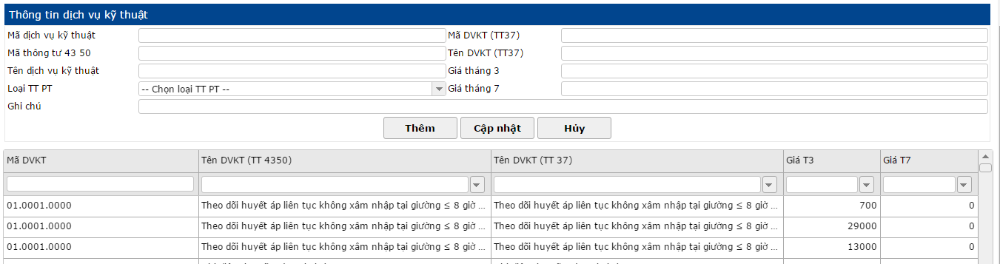 Thông tin dịch vụ kỹ thuật
Mã dịch vụ kỹ thuật Mã DVKT (TT37)
Mã thông tư 43 50 Tên DVKT (TT37)
Tên dịch vụ kỹ thuật Giá tháng 3
Loại TT PT -- Chọn loại TT PT -- Giá tháng 7
Ghi chú
Thêm Cập nhật Hủy
Mã DVKT Tên DVKT (TT 4350) Tên DVKT (TT 37) Giá T3 Giá T7
01.0001.0000 Theo dõi huyết áp liên tục không xâm nhập tại giường ≤ 8 giờ ... Theo dõi huyết áp liên tục không xâm nhập tại giường ≤ 8 giờ ... 700 0
01.0001.0000 Theo dõi huyết áp liên tục không xâm nhập tại giường ≤ 8 giờ ... Theo dõi huyết áp liên tục không xâm nhập tại giường ≤ 8 giờ ... 29000 0
01.0001.0000 Theo dõi huyết áp liên tục không xâm nhập tại giường ≤ 8 giờ ... Theo dõi huyết áp liên tục không xâm nhập tại giường ≤ 8 giờ ... 13000 0